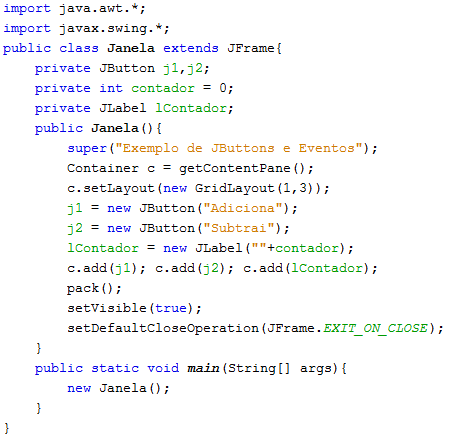 import java.awt.*;
import javax.swing.*;
public class Janela extends JFrame{
    private JButton j1,j2;
    private int contador = 0;
    private JLabel lContador;
    public Janela(){
        super("Exemplo de JButtons e Eventos");
        Container c = getContentPane();
        c.setLayout(new GridLayout(1,3));
        j1 = new JButton("Adiciona");
        j2 = new JButton("Subtrai");
        lContador = new JLabel(""+contador);
        c.add(j1); c.add(j2); c.add(lContador);
        pack();
        setVisible(true);
        setDefaultCloseOperation(JFrame.EXIT_ON_CLOSE);
    }
    public static void main(String[] args){
        new Janela();
    }
}